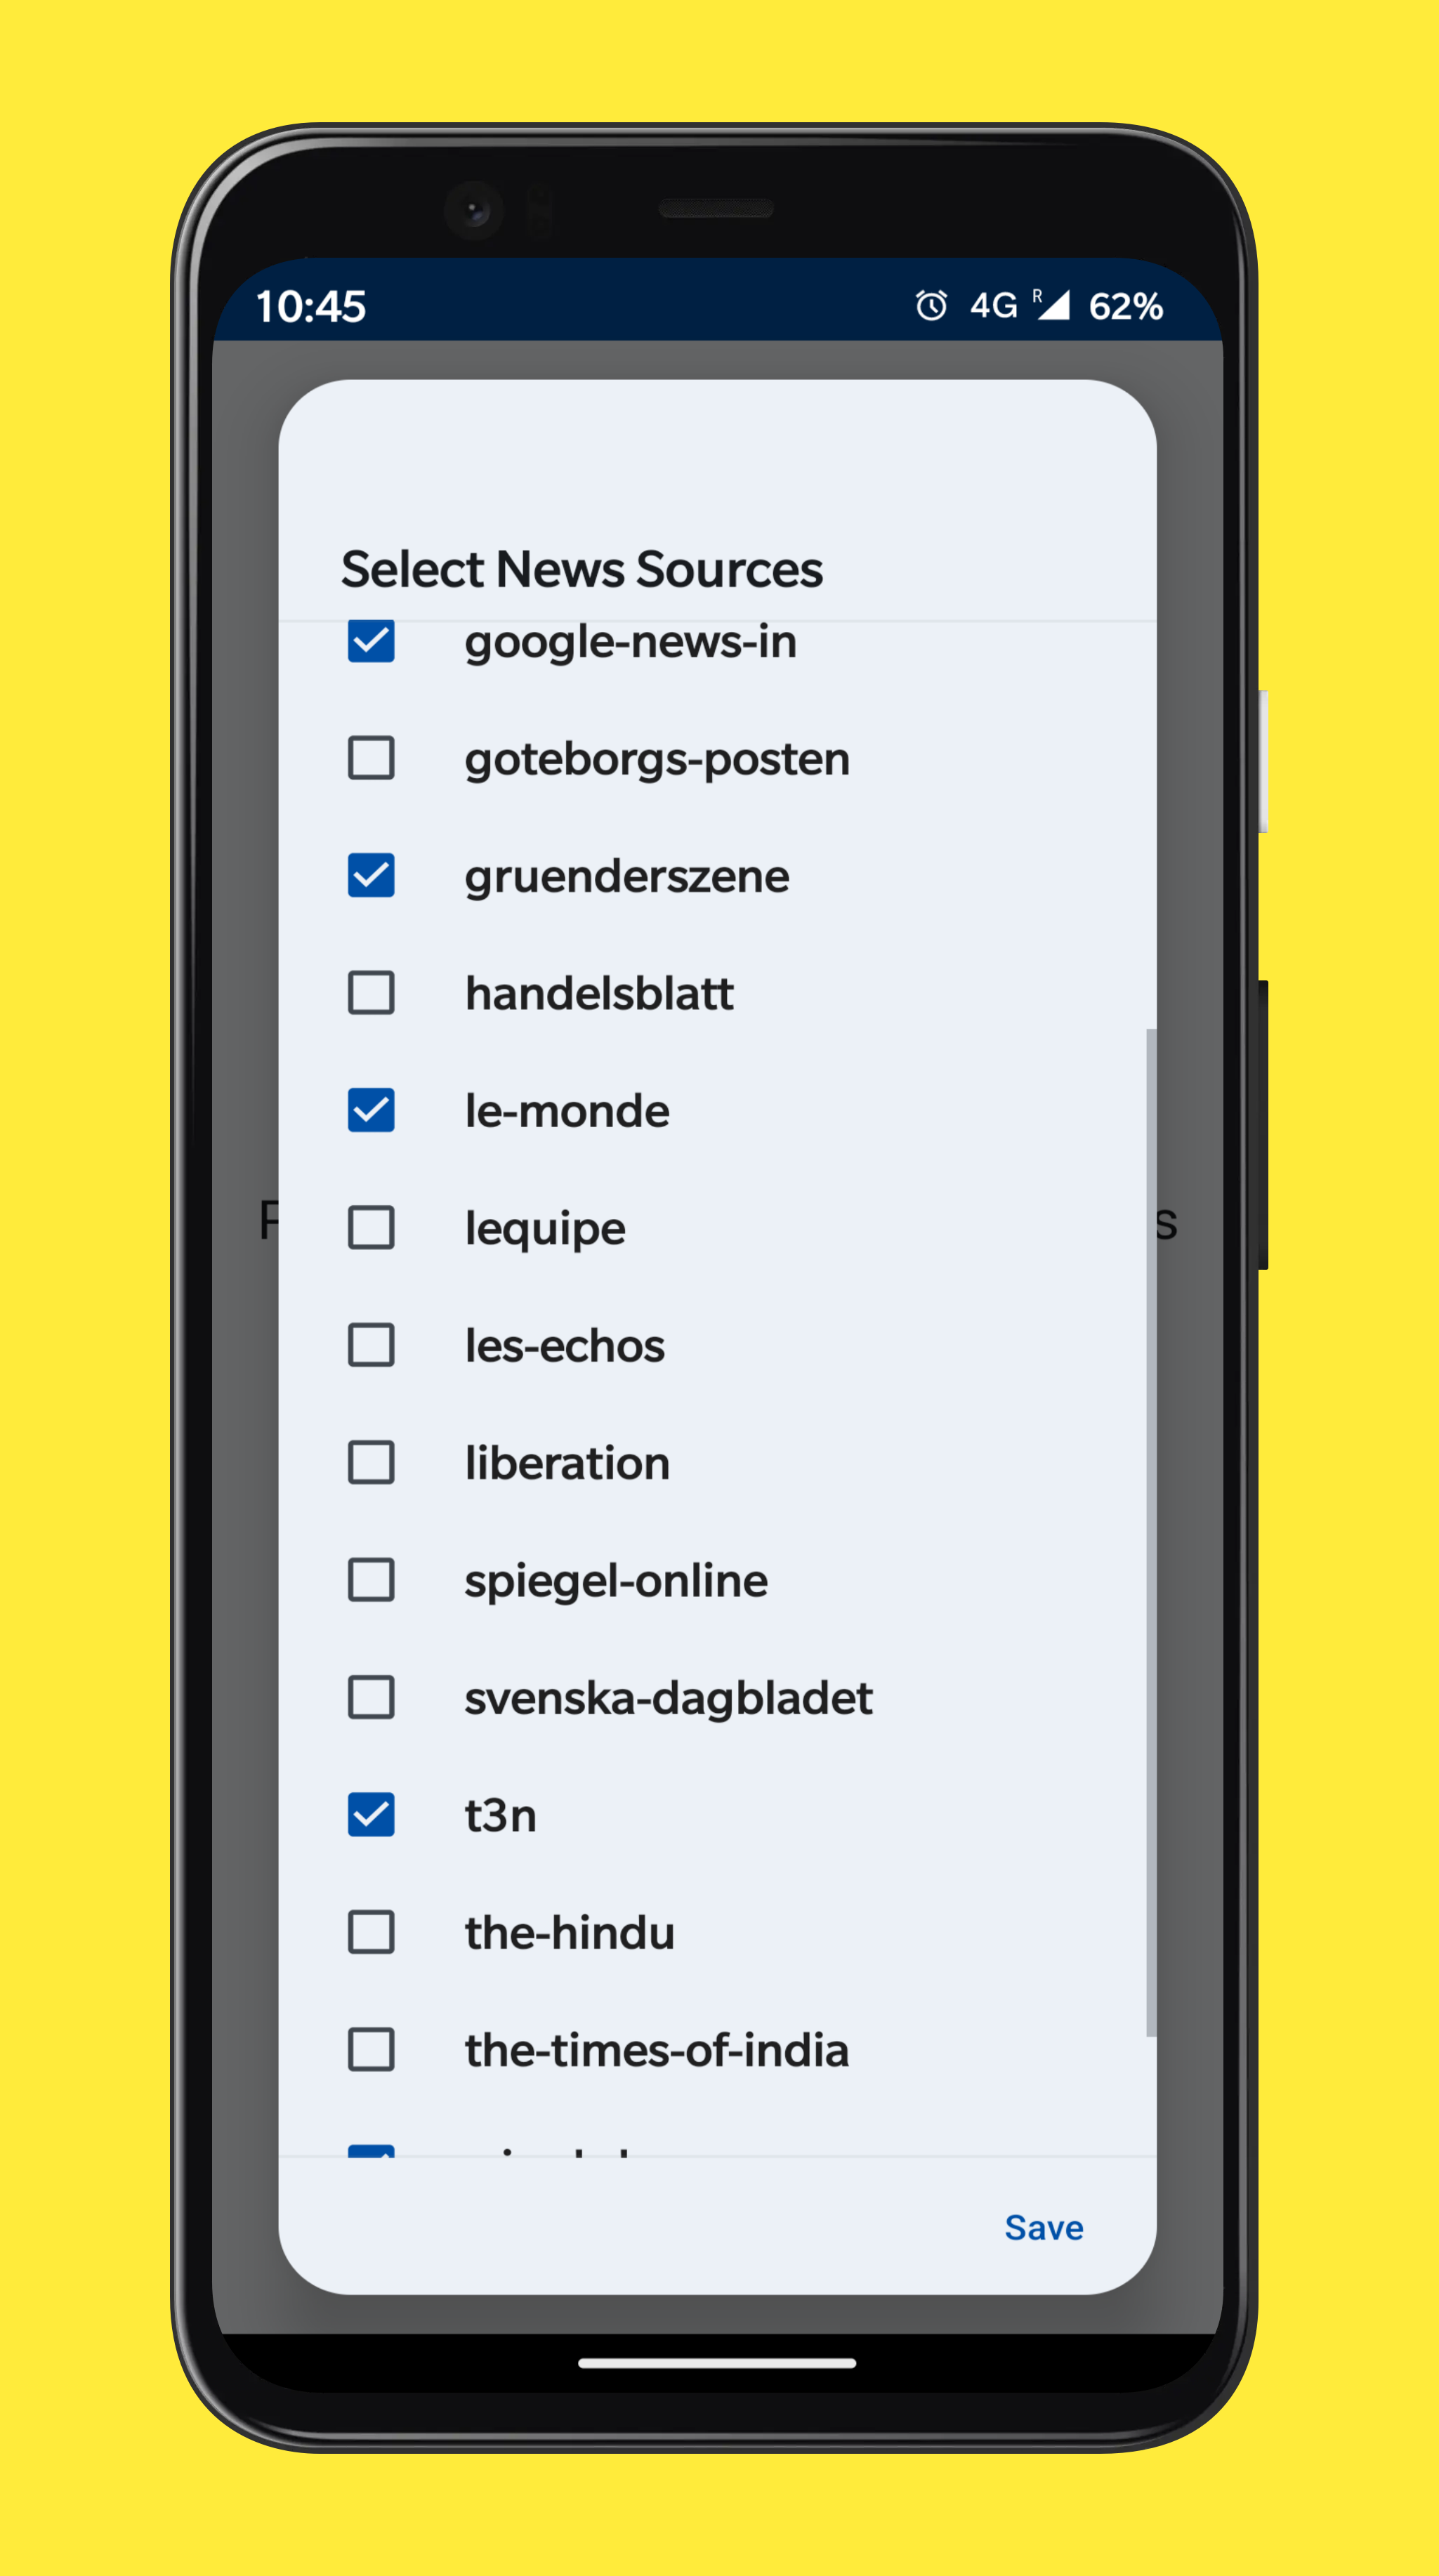 10:45 4G R 62%
Select News Sources
google-news-in
goteborgs-posten
gruenderszene
handelsblatt
le-monde
lequipe
les-echos
liberation
spiegel-online
svenska-dagbladet
t3n
the-hindu
the-times-of-india
Save